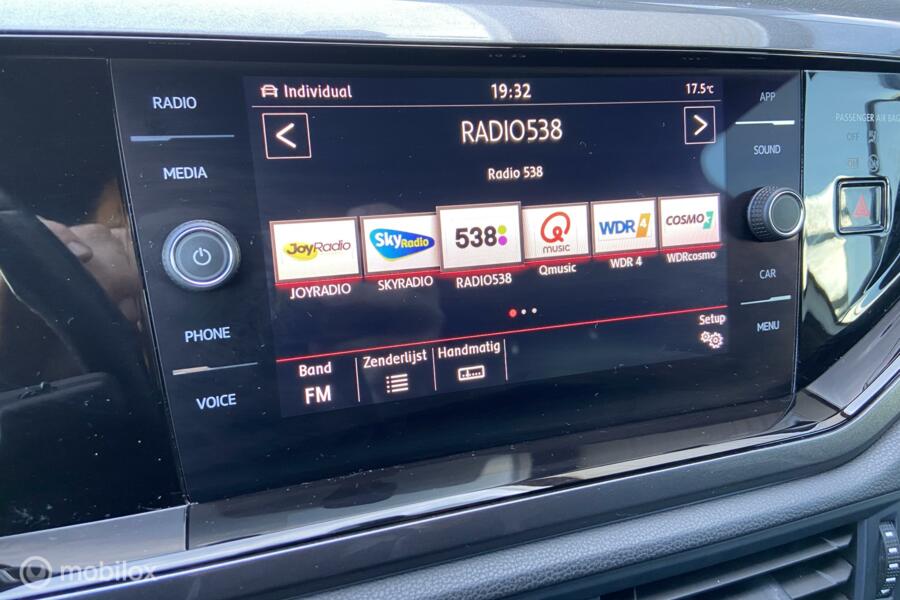 RADIO
MEDIA
PHONE
VOICE
Individual 19:32 17.5°C
RADIO538
Radio 538
JoyRadio Sky Radio 538 Q MUSIC WDR 4 COSMO
JOYRADIO SKYRADIO RADIO538 Qmusic WDR 4 WDRcosmo
Setup
Band Zenderlijst Handmatig
FM
APP
SOUND
CAR
MENU
PASSENGER AIR BAG
OFF
mobilox